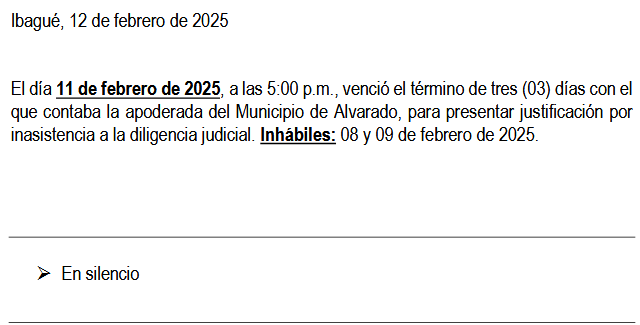 Ibagué, 12 de febrero de 2025
El día 11 de febrero de 2025, a las 5:00 p.m., venció el término de tres (03) días con el
que contaba la apoderada del Municipio de Alvarado, para presentar justificación por
inasistencia a la diligencia judicial. Inhábiles: 08 y 09 de febrero de 2025.
➢ En silencio